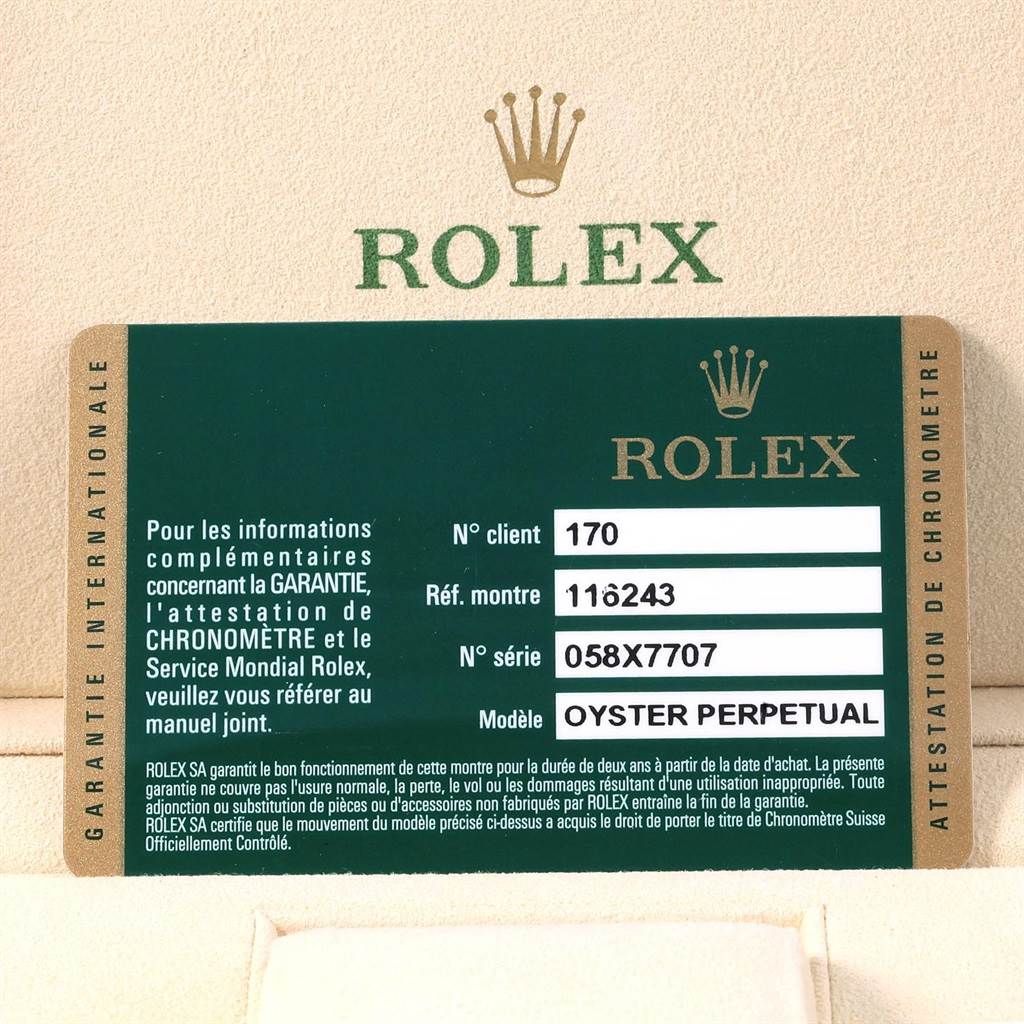 ROLEX
ROLEX
GARANTIE INTERNATIONALE
Pour les informations
complémentaires
concernant la GARANTIE,
l'attestation de
CHRONOMÈTRE et le
Service Mondial Rolex,
veuillez vous référer au
manuel joint.
N° client 170
Réf. montre 116243
N° série 058X7707
Modèle OYSTER PERPETUAL
ROLEX SA garantit le bon fonctionnement de cette montre pour la durée de deux ans à partir de la date d'achat. La présente
garantie ne couvre pas l'usure normale, la perte, le vol ou les dommages résultant d'une utilisation inappropriée. Toute
adjonction ou substitution de pièces ou d'accessoires non fabriqués par ROLEX entraîne la fin de la garantie.
ROLEX SA certifie que le mouvement du modèle précisé ci-dessus a acquis le droit de porter le titre de Chronomètre Suisse
Officiellement Contrôlé.
ATTESTATION DE CHRONOMETRE